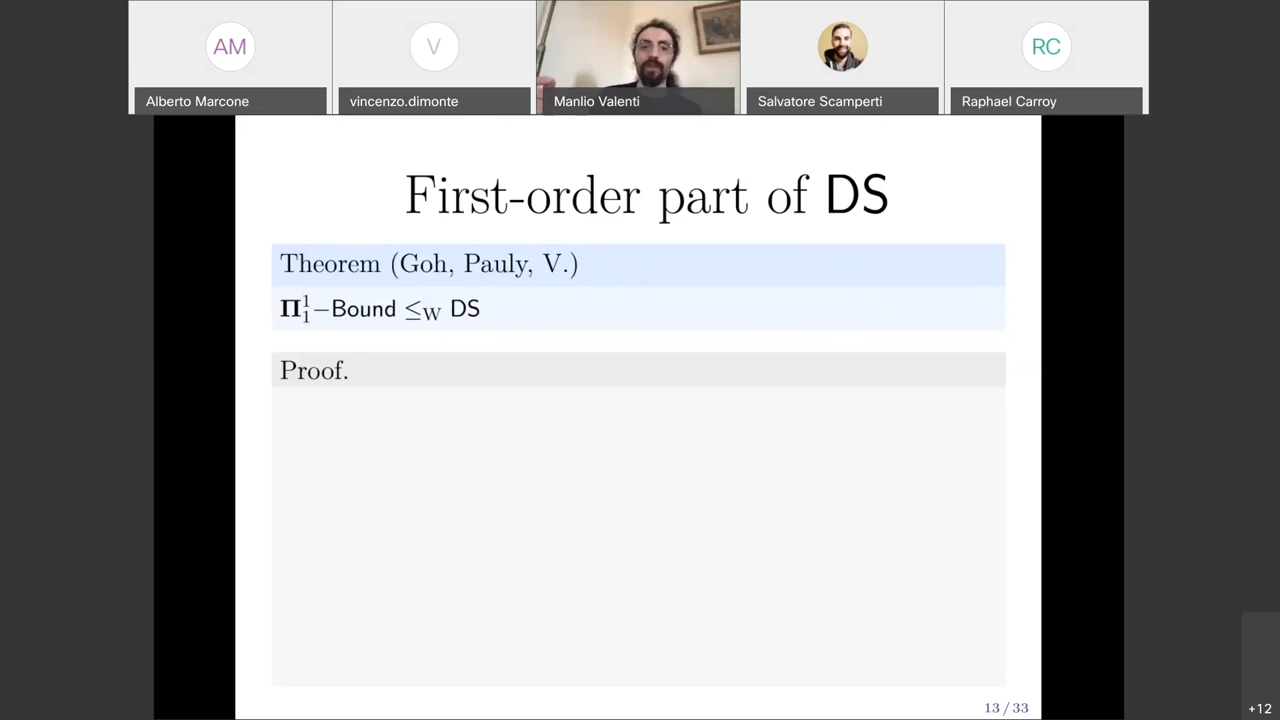 AM
V
RC
Alberto Marcone
vincenzo.dimonte
Manlio Valenti
Salvatore Scamperti
Raphael Carroy
First-order part of DS
Theorem (Goh, Pauly, V.)
𝚷¹₁−Bound ≤_W DS
Proof.
13 / 33
+12